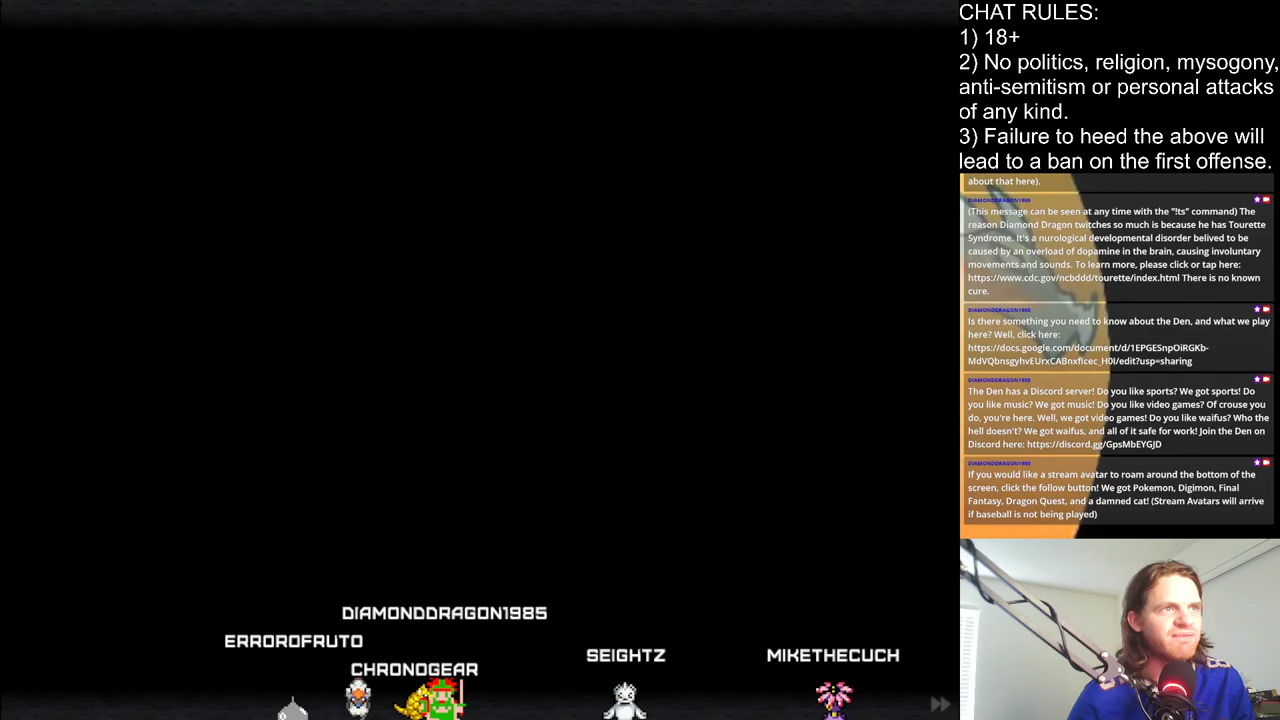 CHAT RULES:
1) 18+
2) No politics, religion, mysogony,
anti-semitism or personal attacks
of any kind.
3) Failure to heed the above will
lead to a ban on the first offense.
about that here).
DIAMONDDRAGON1985
(This message can be seen at any time with the "!ts" command) The
reason Diamond Dragon twitches so much is because he has Tourette
Syndrome. It's a nurological developmental disorder belived to be
caused by an overload of dopamine in the brain, causing involuntary
movements and sounds. To learn more, please click or tap here:
https://www.cdc.gov/ncbddd/tourette/index.html There is no known
cure.
DIAMONDDRAGON1985
Is there something you need to know about the Den, and what we play
here? Well, click here:
https://docs.google.com/document/d/1EPGESnpOiRGKb-
MdVQbnsgyhvEUrxCABnxfIcec_H0I/edit?usp=sharing
DIAMONDDRAGON1985
The Den has a Discord server! Do you like sports? We got sports! Do
you like music? We got music! Do you like video games? Of crouse you
do, you're here. Well, we got video games! Do you like waifus? Who the
hell doesn't? We got waifus, and all of it safe for work! Join the Den on
Discord here: https://discord.gg/GpsMbEYGJD
DIAMONDDRAGON1985
If you would like a stream avatar to roam around the bottom of the
screen, click the follow button! We got Pokemon, Digimon, Final
Fantasy, Dragon Quest, and a damned cat! (Stream Avatars will arrive
if baseball is not being played)
DIAMONDDRAGON1985
ERROROFRUTO
CHRONOGEAR
SEIGHTZ
MIKETHECUCH